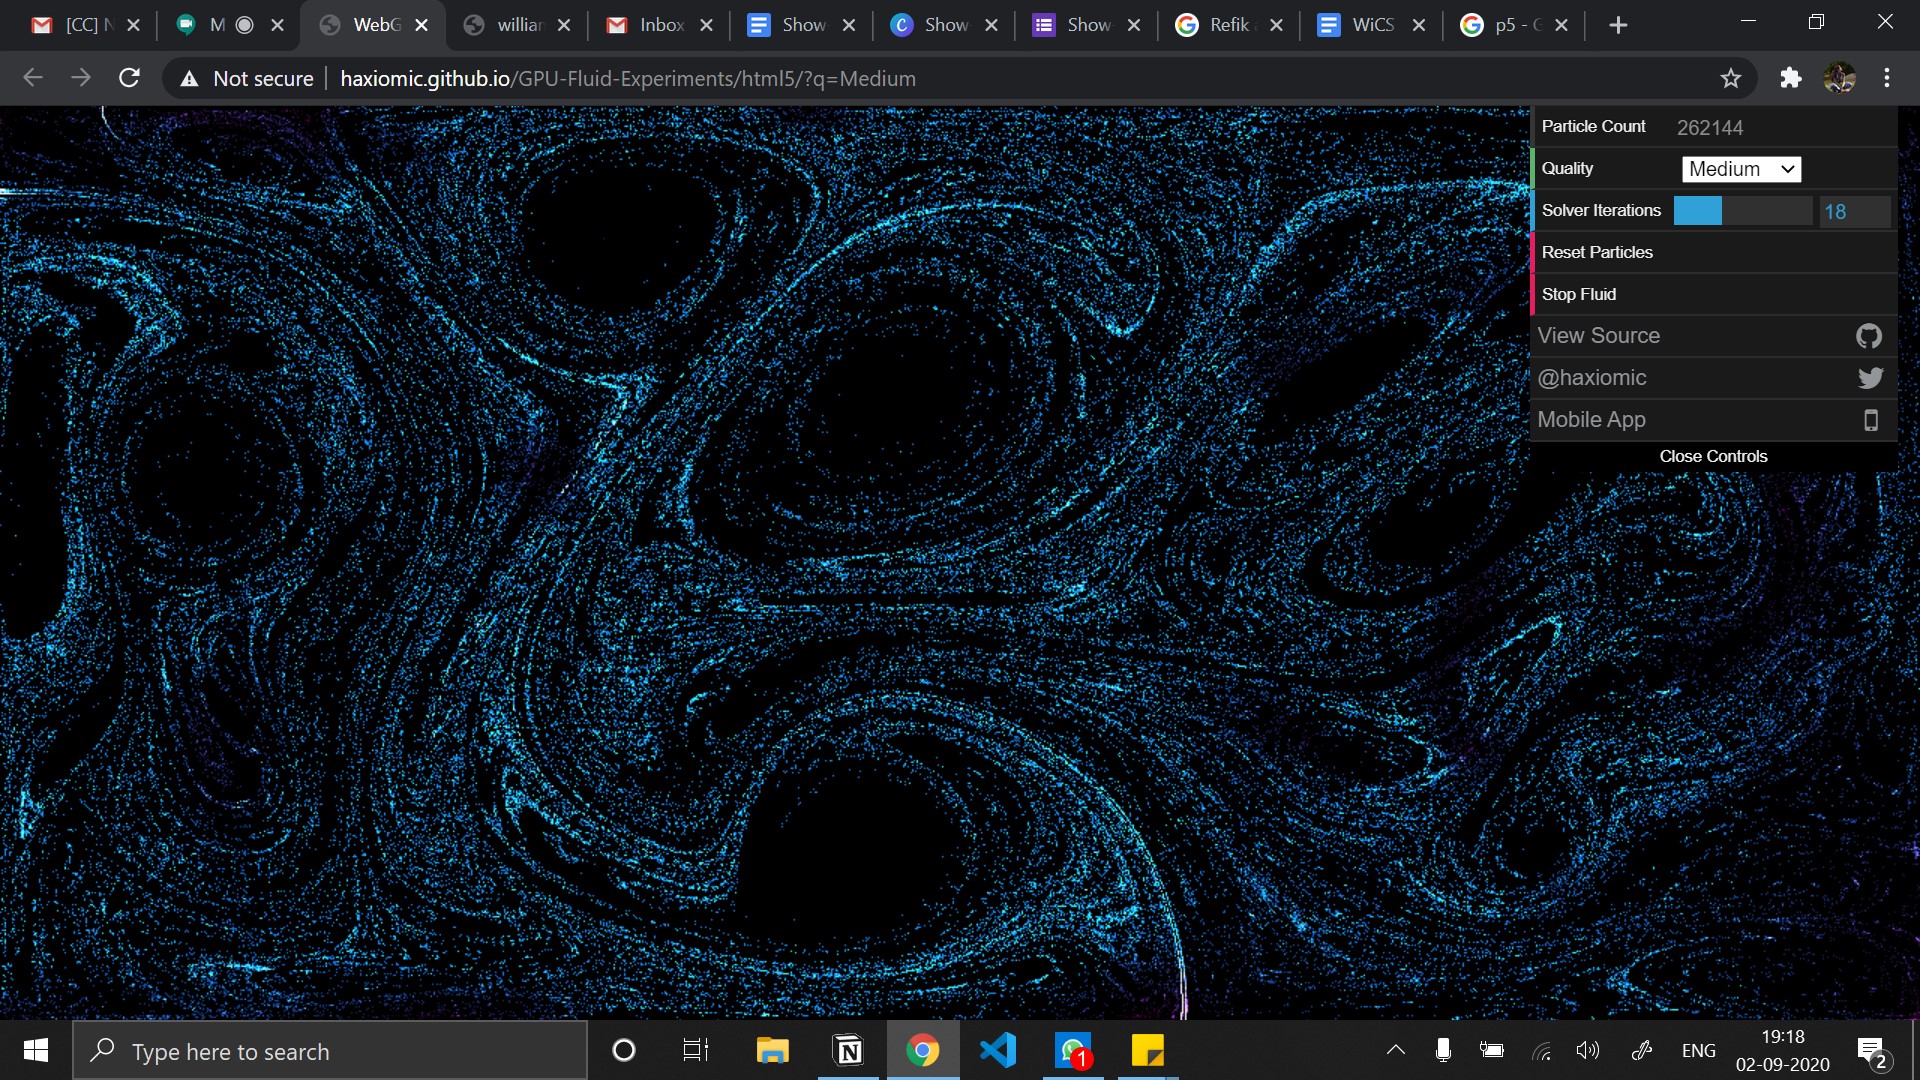 [CC] N
M
WebG
willian
Inbox
Show
Show
Show
Refik a
WiCS
p5 - G
Not secure
haxiomic.github.io/GPU-Fluid-Experiments/html5/?q=Medium
Particle Count 262144
Quality Medium
Solver Iterations 18
Reset Particles
Stop Fluid
View Source
@haxiomic
Mobile App
Close Controls
Type here to search
1
ENG
19:18
02-09-2020
2